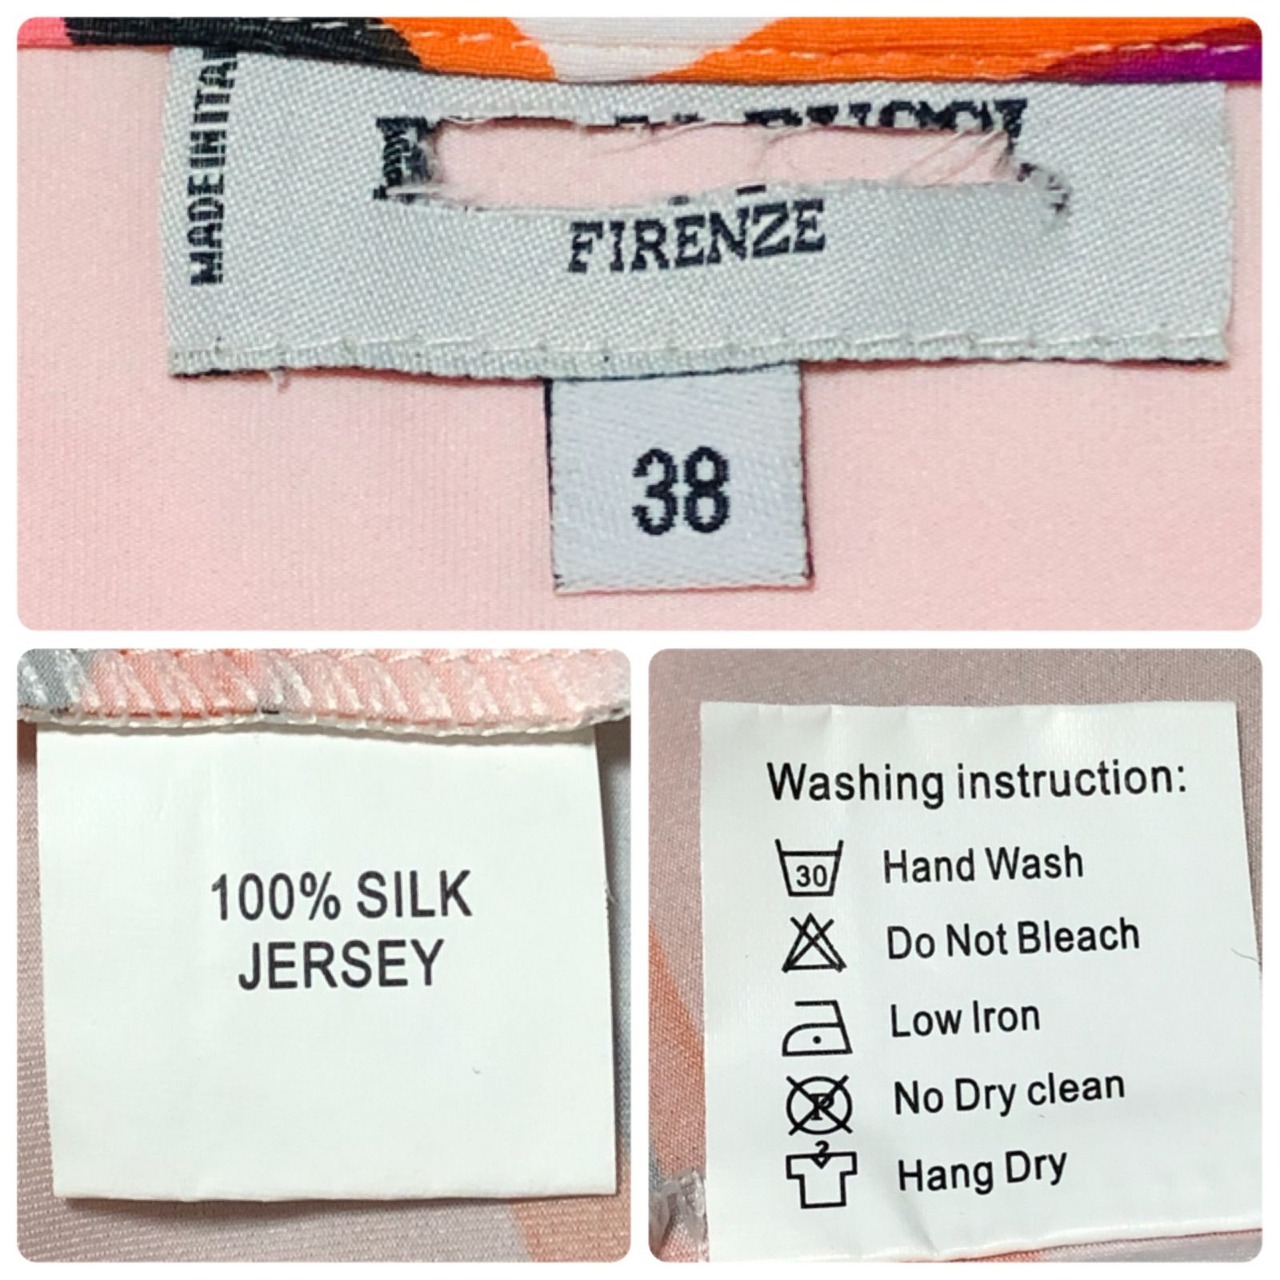 MADE IN ITA
PUCCI
FIRENZE
38
100% SILK
JERSEY
Washing instruction:
30 Hand Wash
Do Not Bleach
Low Iron
P No Dry clean
Hang Dry